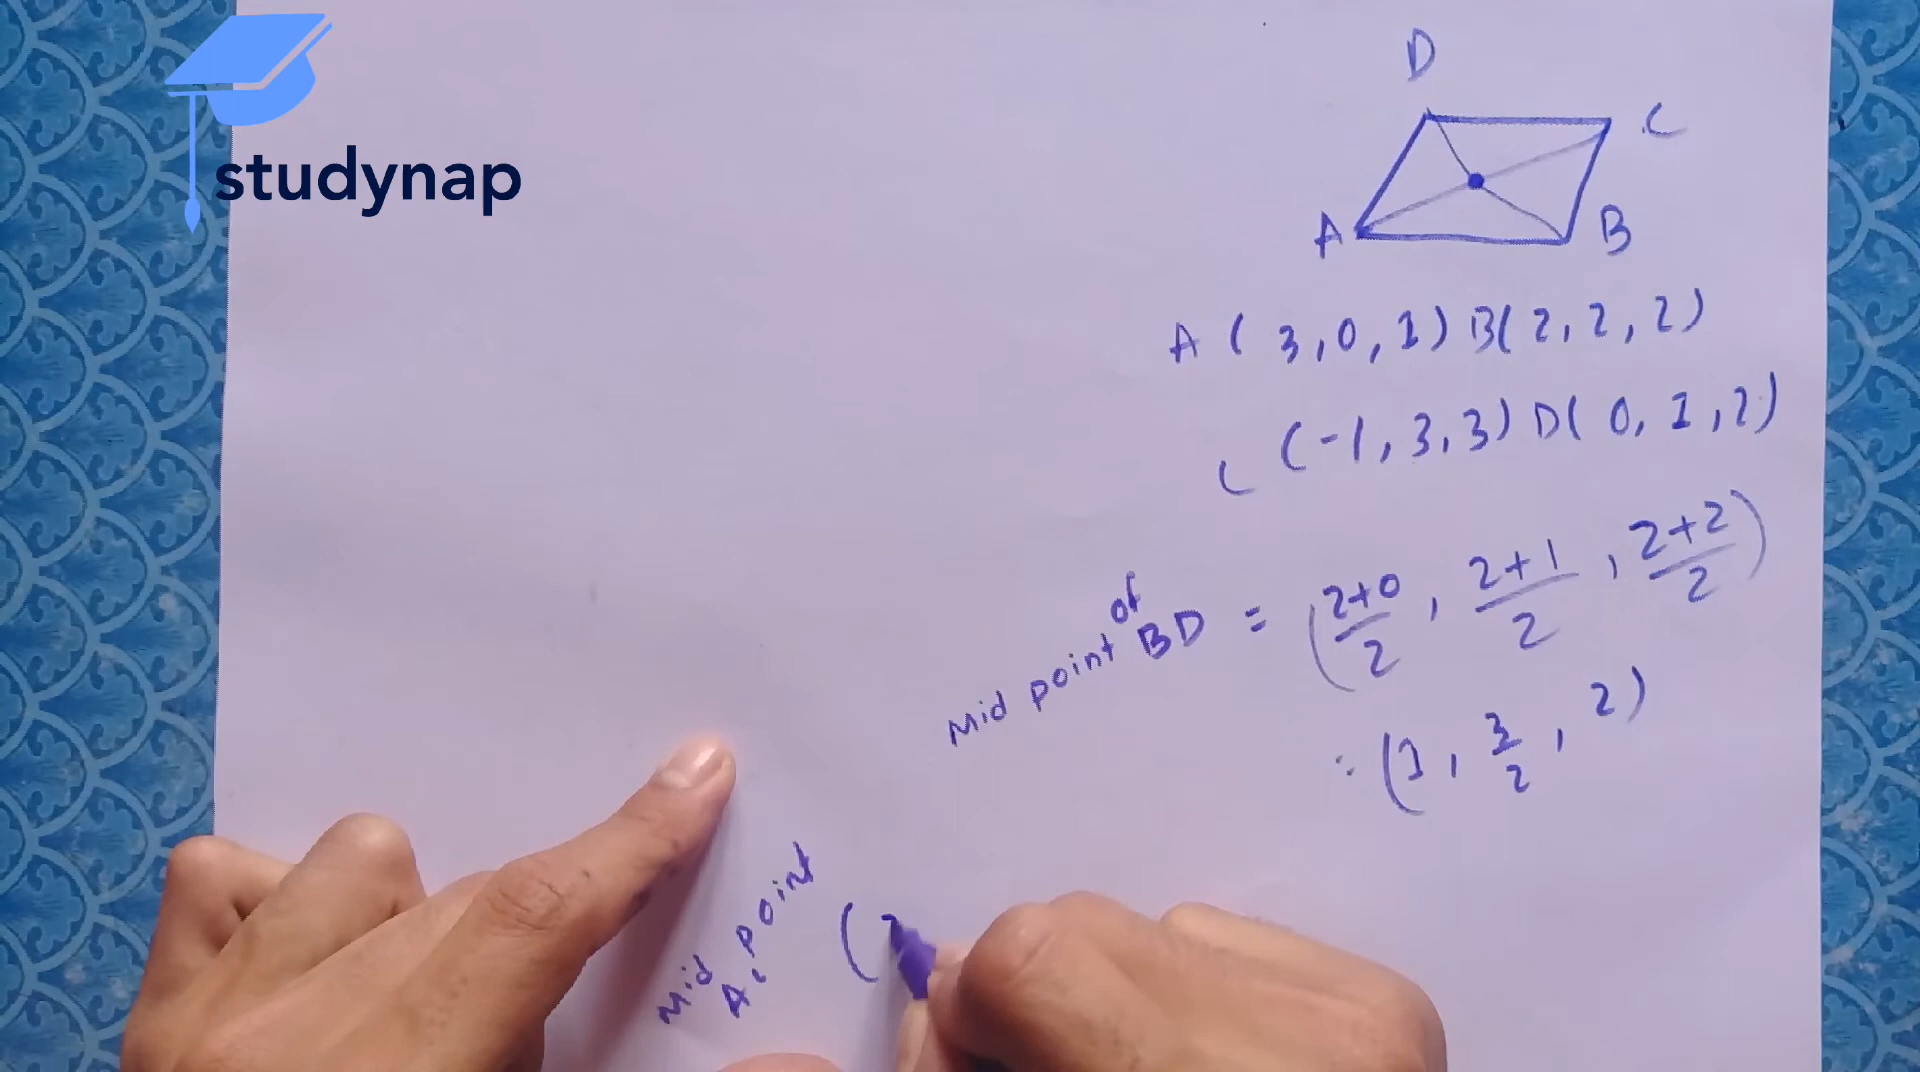 studynap
D
C
A
B
A ( 3 , 0 , 1 ) B( 2 , 2 , 2 )
C ( -1 , 3 , 3 ) D( 0 , 1 , 2 )
Mid point of BD = ( 2+0/2 , 2+1/2 , 2+2/2 )
= ( 1 , 3/2 , 2 )
Mid point
AC (